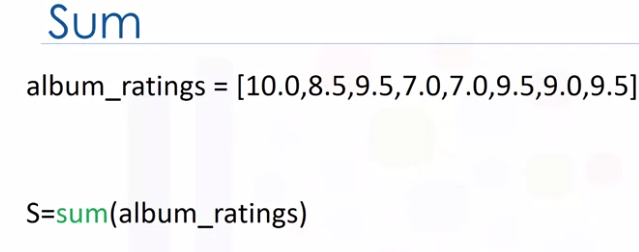 Sum
album_ratings = [10.0,8.5,9.5,7.0,7.0,9.5,9.0,9.5]
S=sum(album_ratings)